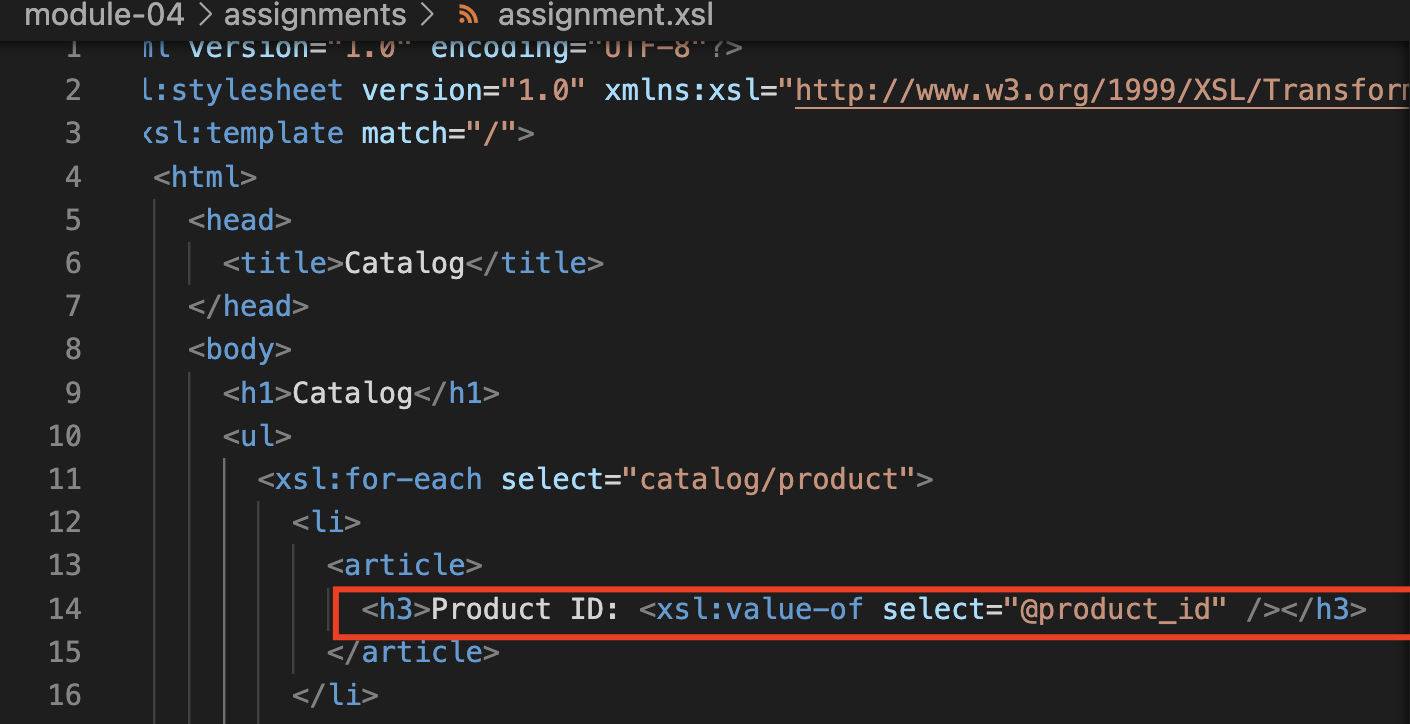 module-04 > assignments > assignment.xsl
1 ml version="1.0" encoding="UTF-8"?>
2 l:stylesheet version="1.0" xmlns:xsl="http://www.w3.org/1999/XSL/Transfor
3 xsl:template match="/">
4 <html>
5 <head>
6 <title>Catalog</title>
7 </head>
8 <body>
9 <h1>Catalog</h1>
10 <ul>
11 <xsl:for-each select="catalog/product">
12 <li>
13 <article>
14 <h3>Product ID: <xsl:value-of select="@product_id" /></h3>
15 </article>
16 </li>